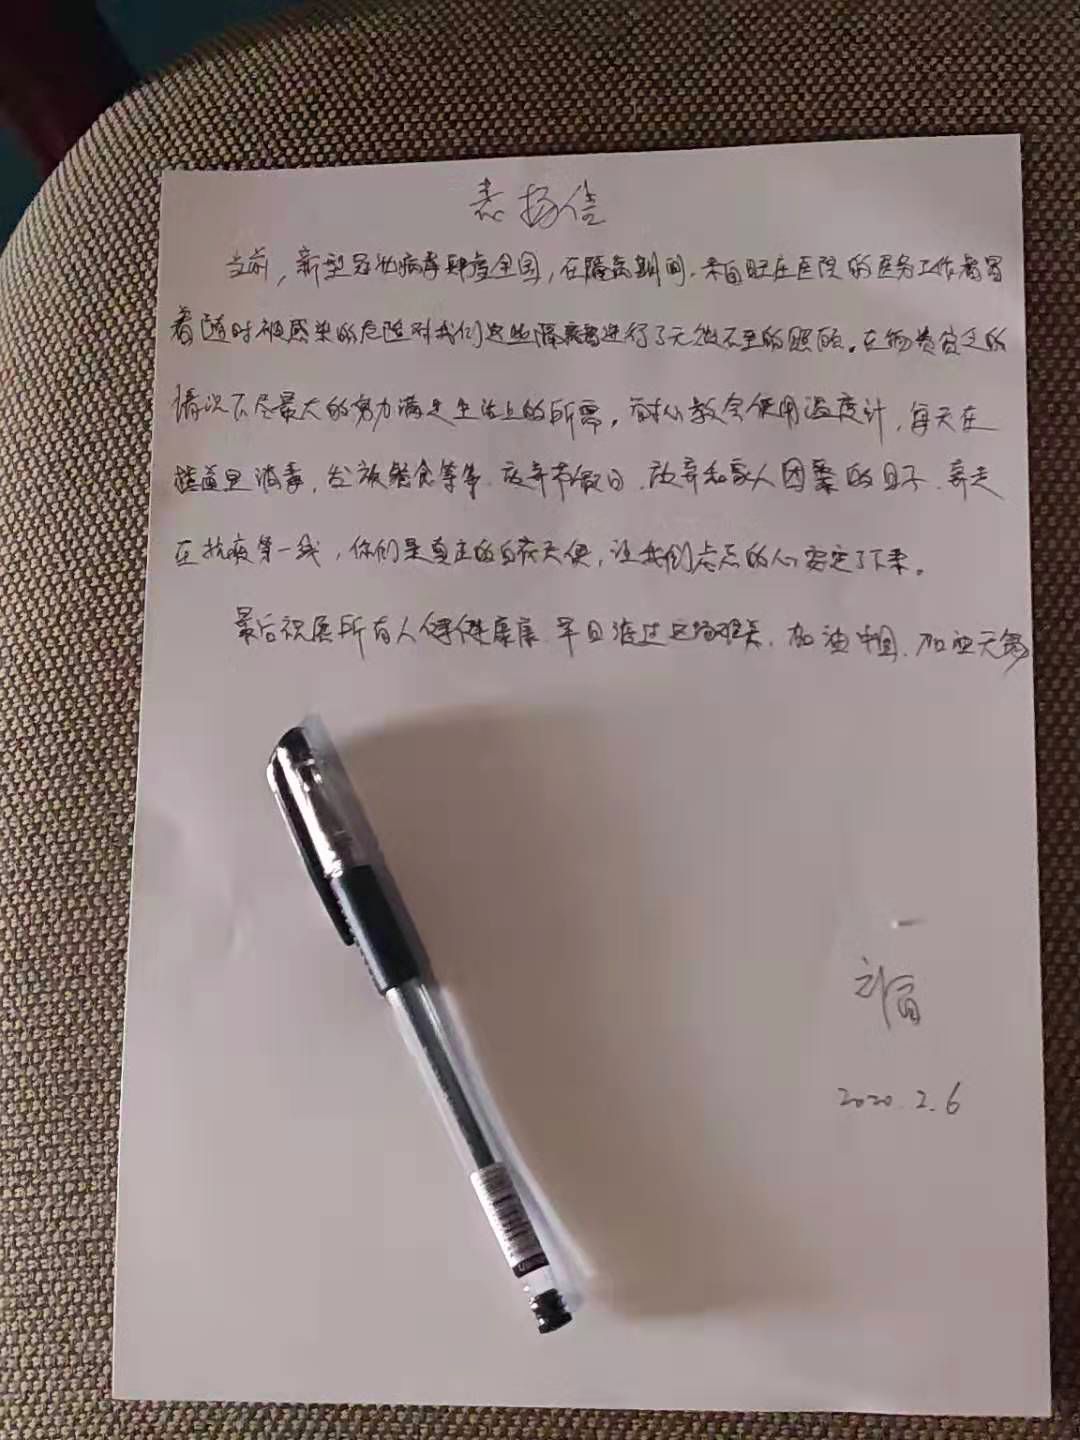 表扬信
当前，新型冠状病毒肆虐全国，在隔离期间，来自旺庄医院的医务工作者冒
着随时被感染的危险对我们这些隔离者进行了无微不至的照顾。在物资贫乏的
情况下尽最大的努力满足生活上的所需。耐心教会使用温度计，每天在
楼道里消毒，分放餐食等等，放弃节假日，放弃和家人团聚的日子，奔走
在抗疫第一线，你们是真正的白衣天使，让我们忐忑的心安定了下来。
最后祝愿所有人健健康康，早日渡过这场难关，加油中国，加油无锡
2020.2.6